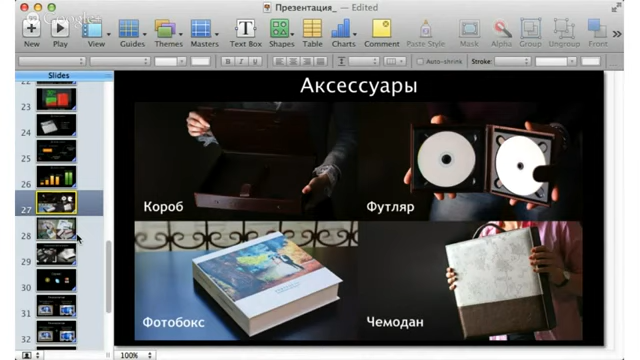 Презентация_ — Edited
New
Play
View
Guides
Themes
Masters
Text Box
Shapes
Table
Charts
Comment
Paste Style
Mask
Alpha
Group
Ungroup
Front
Auto-shrink
Stroke:
Slides
23
24
25
26
27
28
29
30
31
32
100%
Аксессуары
Короб
Футляр
Фотобокс
Чемодан